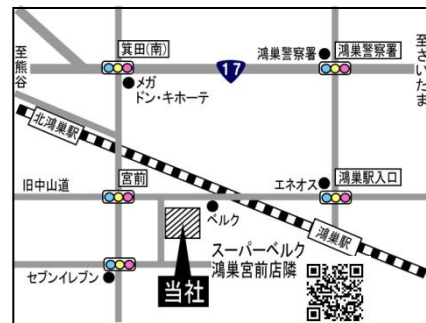 至熊谷
箕田(南)
17
鴻巣警察署
鴻巣警察署
至さいたま
メガ
ドン・キホーテ
北鴻巣駅
旧中山道
宮前
エネオス
鴻巣駅入口
ベルク
鴻巣駅
スーパーベルク
鴻巣宮前店隣
セブンイレブン
当社